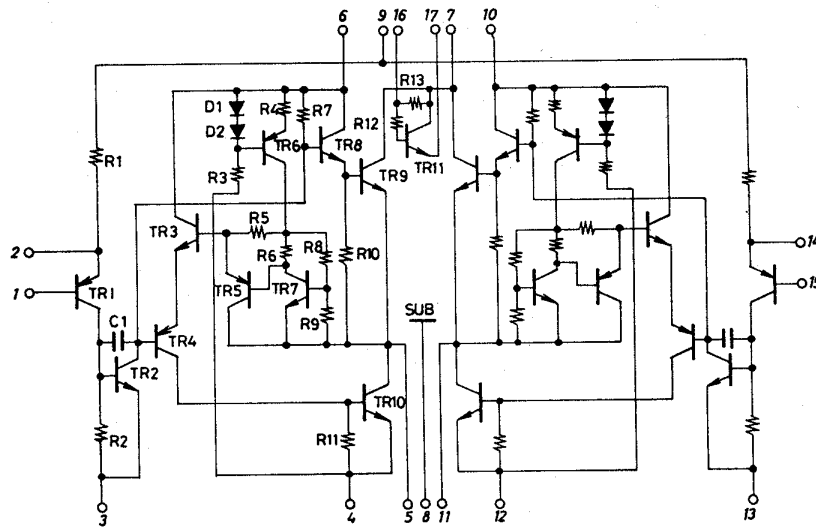 6 9 16 17 7 10
D1 R4 R7 R13
D2 TR6 TR8 R12
R1 R3 TR9 TR11
TR3 R5 14
2 R6 R8 R10
1 TR1 TR5 TR7 15
C1 R9 SUB
TR4
TR2
TR10
R2 R11
3 4 5 8 11 12 13